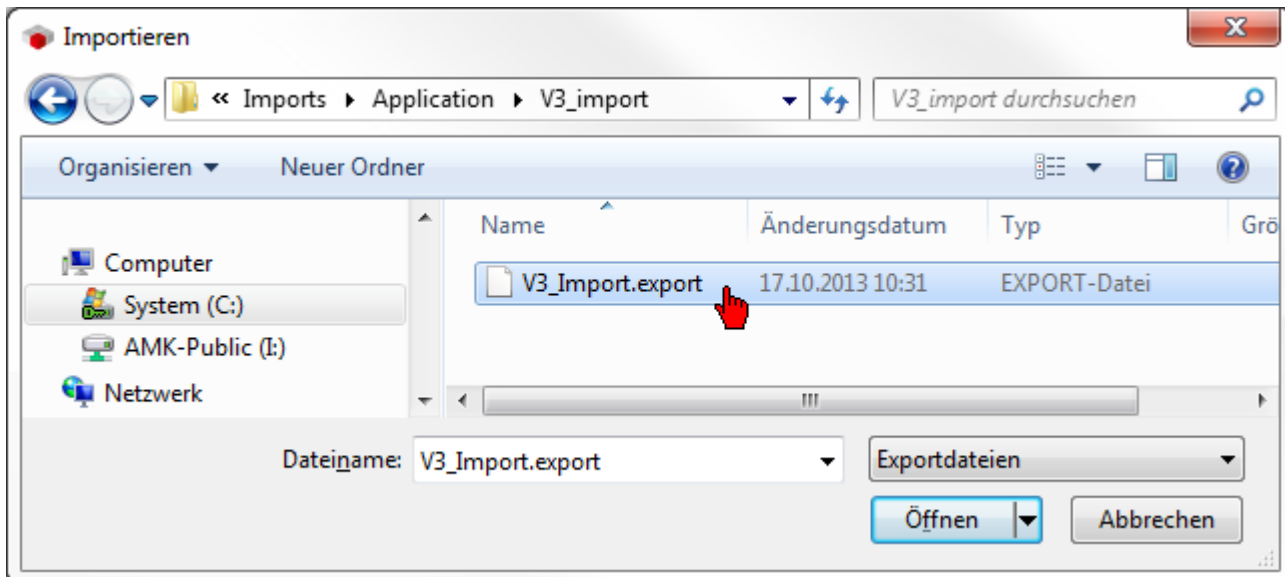 Importieren
« Imports Application V3_import V3_import durchsuchen
Organisieren Neuer Ordner
Name Änderungsdatum Typ Grö
Computer
V3_Import.export 17.10.2013 10:31 EXPORT-Datei
System (C:)
AMK-Public (I:)
Netzwerk
Dateiname: V3_Import.export Exportdateien
Öffnen Abbrechen